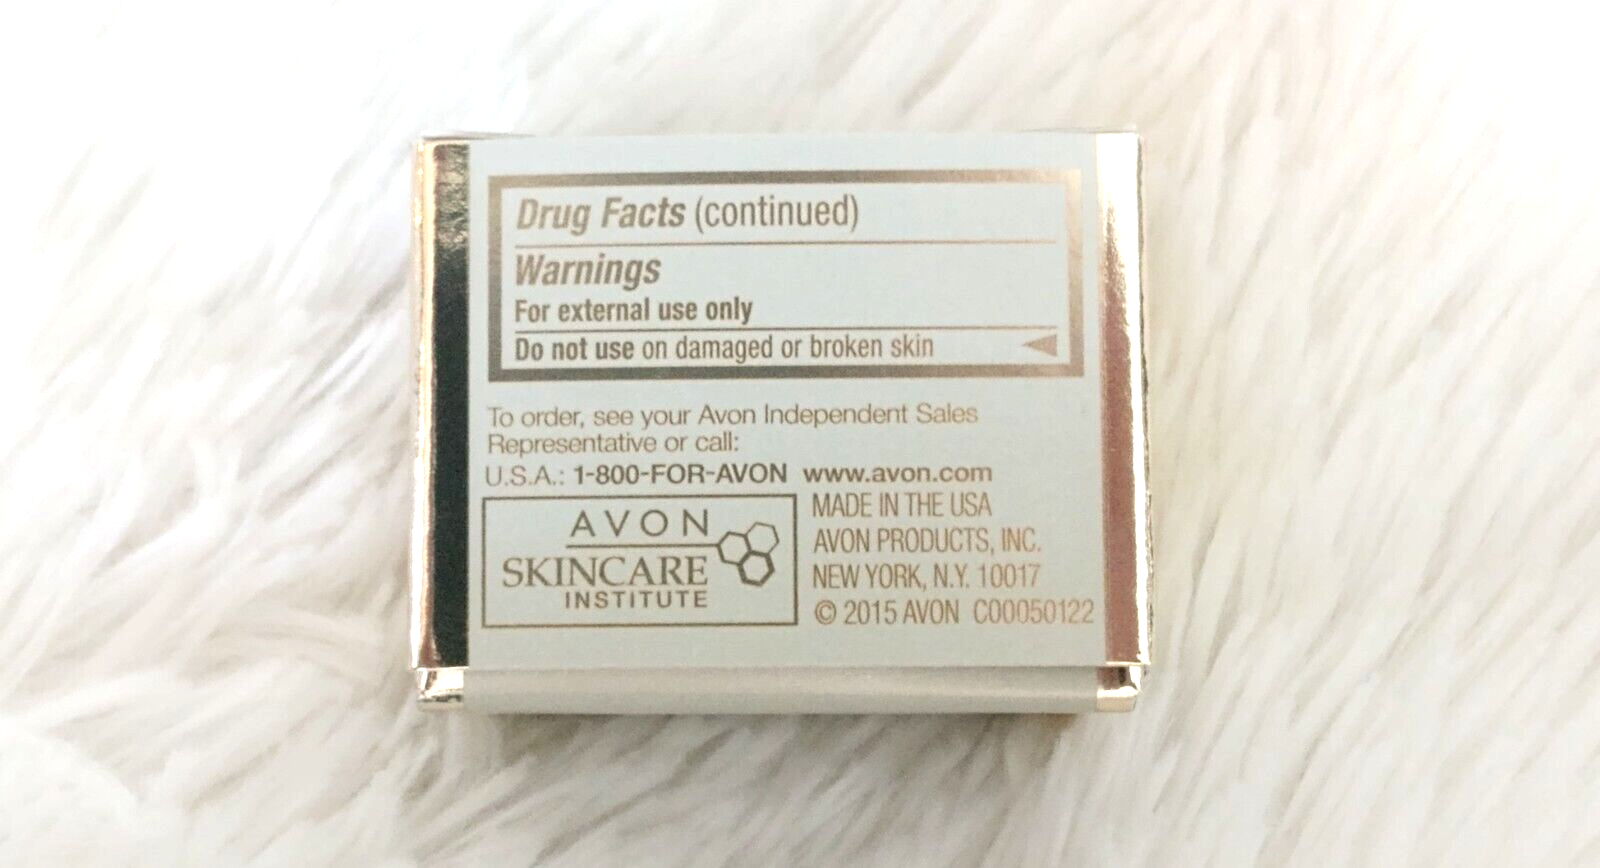 Drug Facts (continued)
Warnings
For external use only
Do not use on damaged or broken skin
To order, see your Avon Independent Sales
Representative or call:
U.S.A.: 1-800-FOR-AVON www.avon.com
AVON
SKINCARE
INSTITUTE
MADE IN THE USA
AVON PRODUCTS, INC.
NEW YORK, N.Y. 10017
© 2015 AVON C00050122